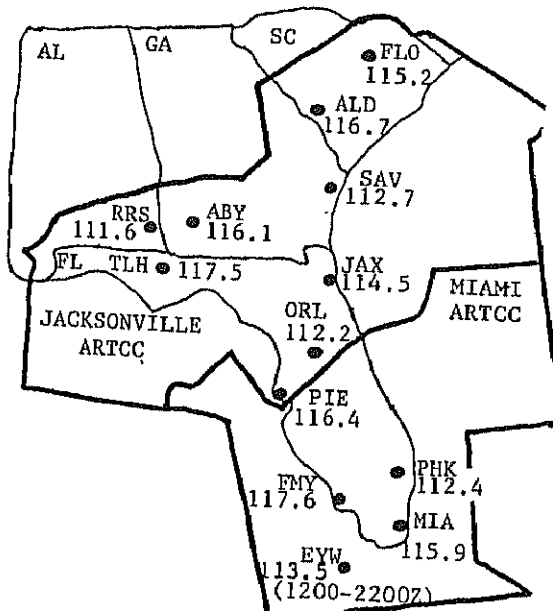 AL
GA
SC
FLO
115.2
ALD
116.7
SAV
112.7
RRS
111.6
ABY
116.1
FL
TLH
117.5
JAX
114.5
MIAMI
ARTCC
JACKSONVILLE
ARTCC
ORL
112.2
PIE
116.4
PHK
112.4
FMY
117.6
MIA
115.9
EYW
113.5
(1200-2200Z)